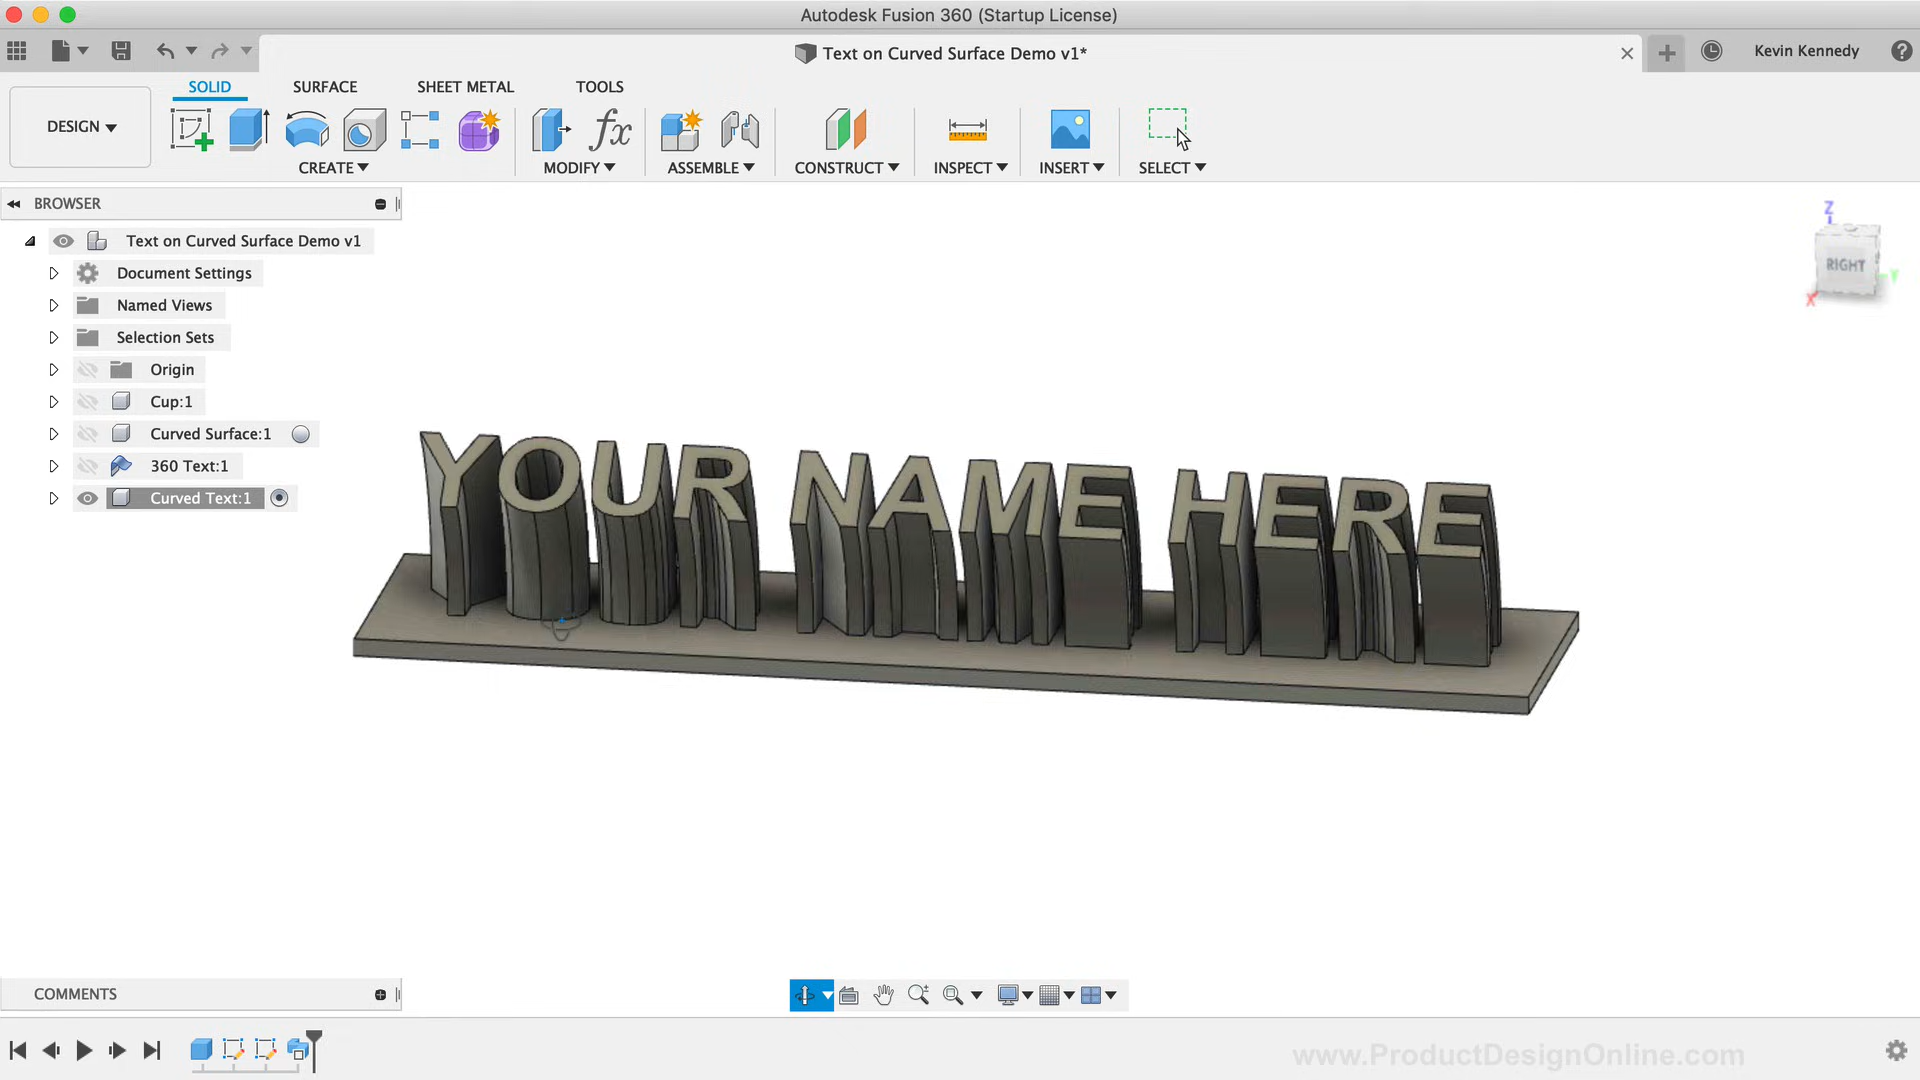 Autodesk Fusion 360 (Startup License)
Text on Curved Surface Demo v1*
Kevin Kennedy
SOLID
SURFACE
SHEET METAL
TOOLS
DESIGN
CREATE
MODIFY
ASSEMBLE
CONSTRUCT
INSPECT
INSERT
SELECT
BROWSER
Text on Curved Surface Demo v1
Document Settings
Named Views
Selection Sets
Origin
Cup:1
Curved Surface:1
360 Text:1
Curved Text:1
Z
RIGHT
Y
X
YOUR NAME HERE
COMMENTS
www.ProductDesignOnline.com